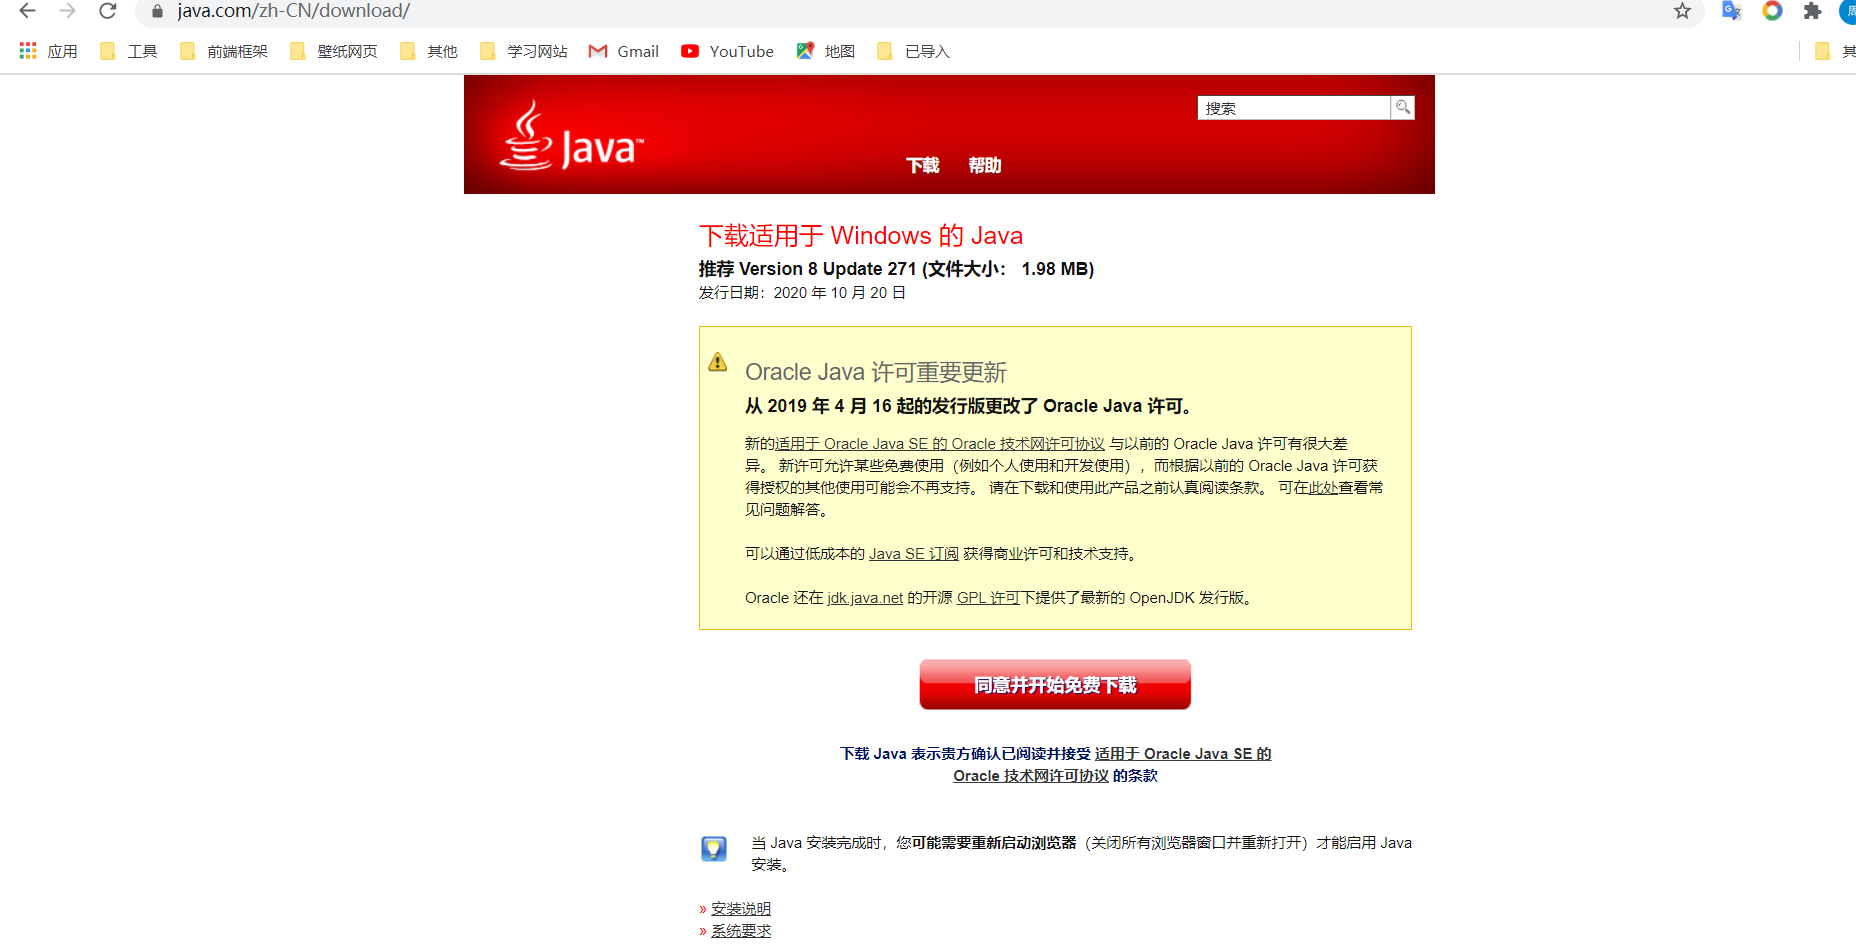 java.com/zh-CN/download/
应用 工具 前端框架 壁纸网页 其他 学习网站 Gmail YouTube 地图 已导入
Java™
搜索
下载 帮助
下载适用于 Windows 的 Java
推荐 Version 8 Update 271 (文件大小： 1.98 MB)
发行日期：2020 年 10 月 20 日
Oracle Java 许可重要更新
从 2019 年 4 月 16 起的发行版更改了 Oracle Java 许可。
新的适用于 Oracle Java SE 的 Oracle 技术网许可协议 与以前的 Oracle Java 许可有很大差
异。 新许可允许某些免费使用（例如个人使用和开发使用），而根据以前的 Oracle Java 许可获
得授权的其他使用可能会不再支持。 请在下载和使用此产品之前认真阅读条款。 可在此处查看常
见问题解答。
可以通过低成本的 Java SE 订阅 获得商业许可和技术支持。
Oracle 还在 jdk.java.net 的开源 GPL 许可下提供了最新的 OpenJDK 发行版。
同意并开始免费下载
下载 Java 表示贵方确认已阅读并接受 适用于 Oracle Java SE 的
Oracle 技术网许可协议 的条款
当 Java 安装完成时，您可能需要重新启动浏览器（关闭所有浏览器窗口并重新打开）才能启用 Java
安装。
» 安装说明
» 系统要求